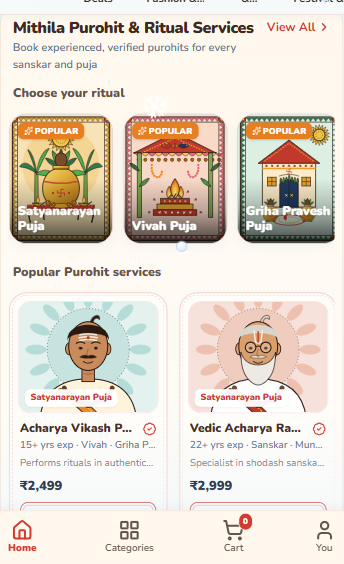 Mithila Purohit & Ritual Services
View All
Book experienced, verified purohits for every
sanskar and puja
Choose your ritual
POPULAR
POPULAR
POPULAR
Satyanarayan
Puja
Vivah Puja
Griha Pravesh
Puja
Popular Purohit services
Satyanarayan Puja
Satyanarayan Puja
Acharya Vikash P...
Vedic Acharya Ra...
15+ yrs exp · Vivah · Griha P...
22+ yrs exp · Sanskar · Mun...
Performs rituals in authentic...
Specialist in shodash sanska...
₹2,499
₹2,999
0
Home
Categories
Cart
You